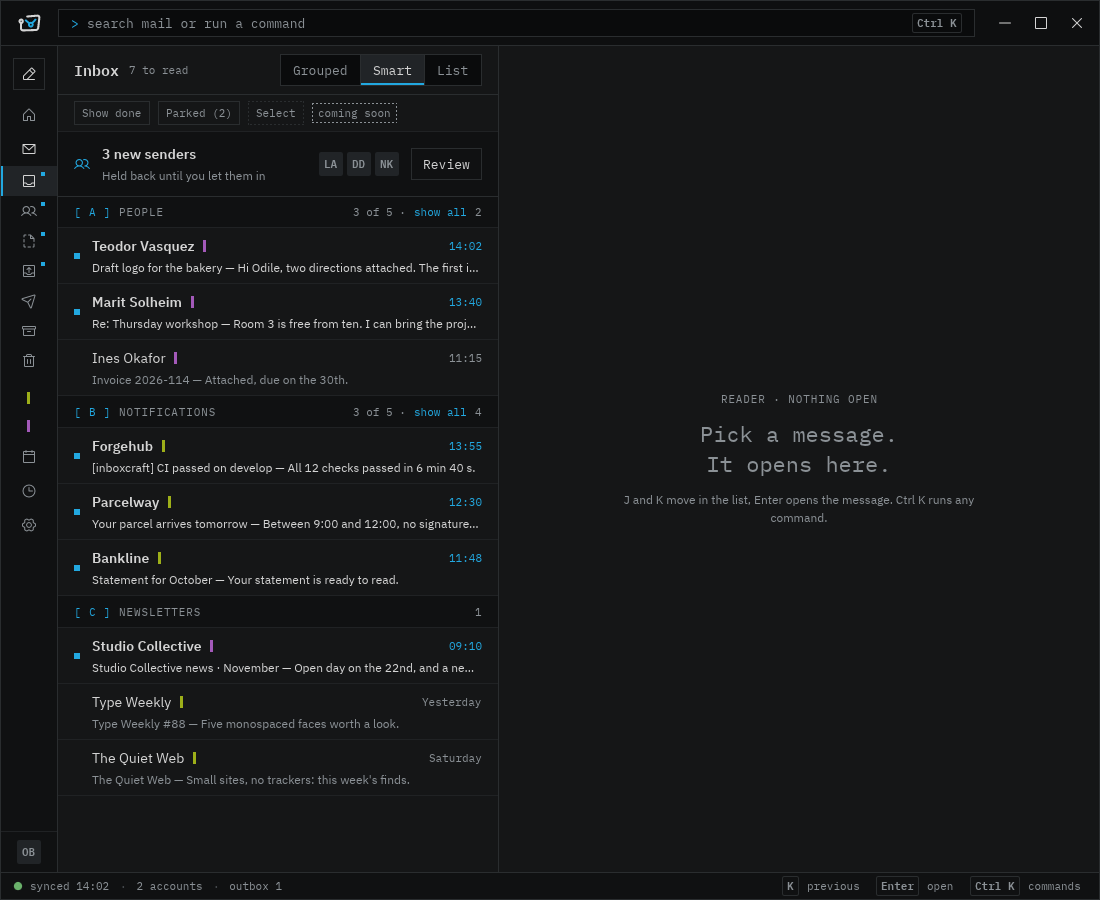 > search mail or run a command Ctrl K
Inbox 7 to read Grouped Smart List
Show done Parked (2) Select coming soon
3 new senders
Held back until you let them in
LA DD NK Review
[ A ] PEOPLE 3 of 5 · show all 2
Teodor Vasquez 14:02
Draft logo for the bakery — Hi Odile, two directions attached. The first i...
Marit Solheim 13:40
Re: Thursday workshop — Room 3 is free from ten. I can bring the proj...
Ines Okafor 11:15
Invoice 2026-114 — Attached, due on the 30th.
[ B ] NOTIFICATIONS 3 of 5 · show all 4
Forgehub 13:55
[inboxcraft] CI passed on develop — All 12 checks passed in 6 min 40 s.
Parcelway 12:30
Your parcel arrives tomorrow — Between 9:00 and 12:00, no signature...
Bankline 11:48
Statement for October — Your statement is ready to read.
[ C ] NEWSLETTERS 1
Studio Collective 09:10
Studio Collective news · November — Open day on the 22nd, and a ne...
Type Weekly Yesterday
Type Weekly #88 — Five monospaced faces worth a look.
The Quiet Web Saturday
The Quiet Web — Small sites, no trackers: this week's finds.
READER · NOTHING OPEN
Pick a message.
It opens here.
J and K move in the list, Enter opens the message. Ctrl K runs any
command.
OB
synced 14:02 · 2 accounts · outbox 1
K previous Enter open Ctrl K commands